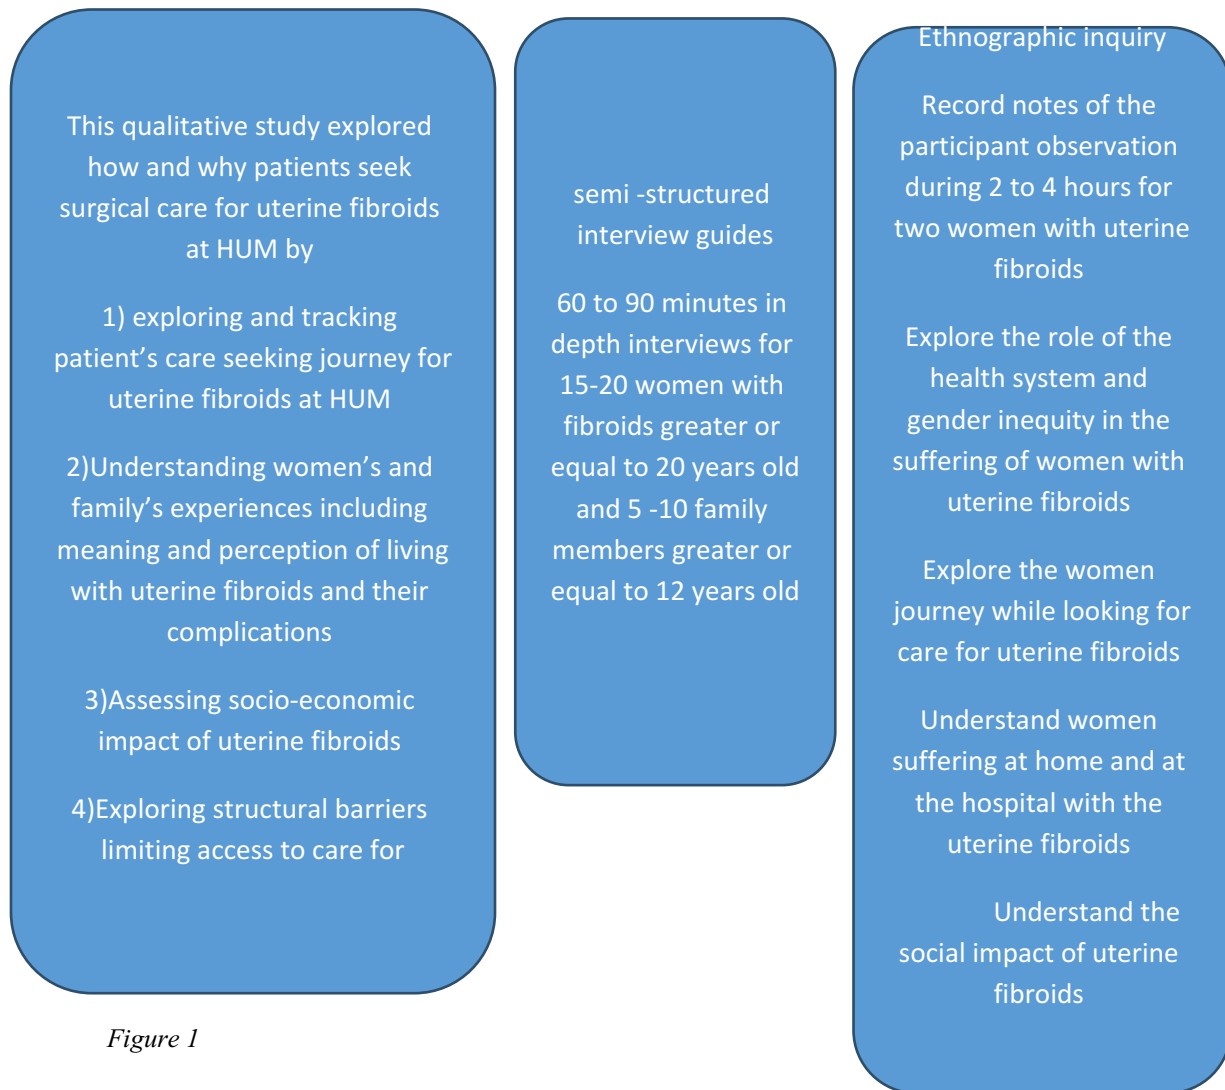 This qualitative study explored
how and why patients seek
surgical care for uterine fibroids
at HUM by
1) exploring and tracking
patient’s care seeking journey for
uterine fibroids at HUM
2)Understanding women’s and
family’s experiences including
meaning and perception of living
with uterine fibroids and their
complications
3)Assessing socio-economic
impact of uterine fibroids
4)Exploring structural barriers
limiting access to care for
semi -structured
interview guides
60 to 90 minutes in
depth interviews for
15-20 women with
fibroids greater or
equal to 20 years old
and 5 -10 family
members greater or
equal to 12 years old
Ethnographic inquiry
Record notes of the
participant observation
during 2 to 4 hours for
two women with uterine
fibroids
Explore the role of the
health system and
gender inequity in the
suffering of women with
uterine fibroids
Explore the women
journey while looking for
care for uterine fibroids
Understand women
suffering at home and at
the hospital with the
uterine fibroids
Understand the
social impact of uterine
fibroids
Figure 1